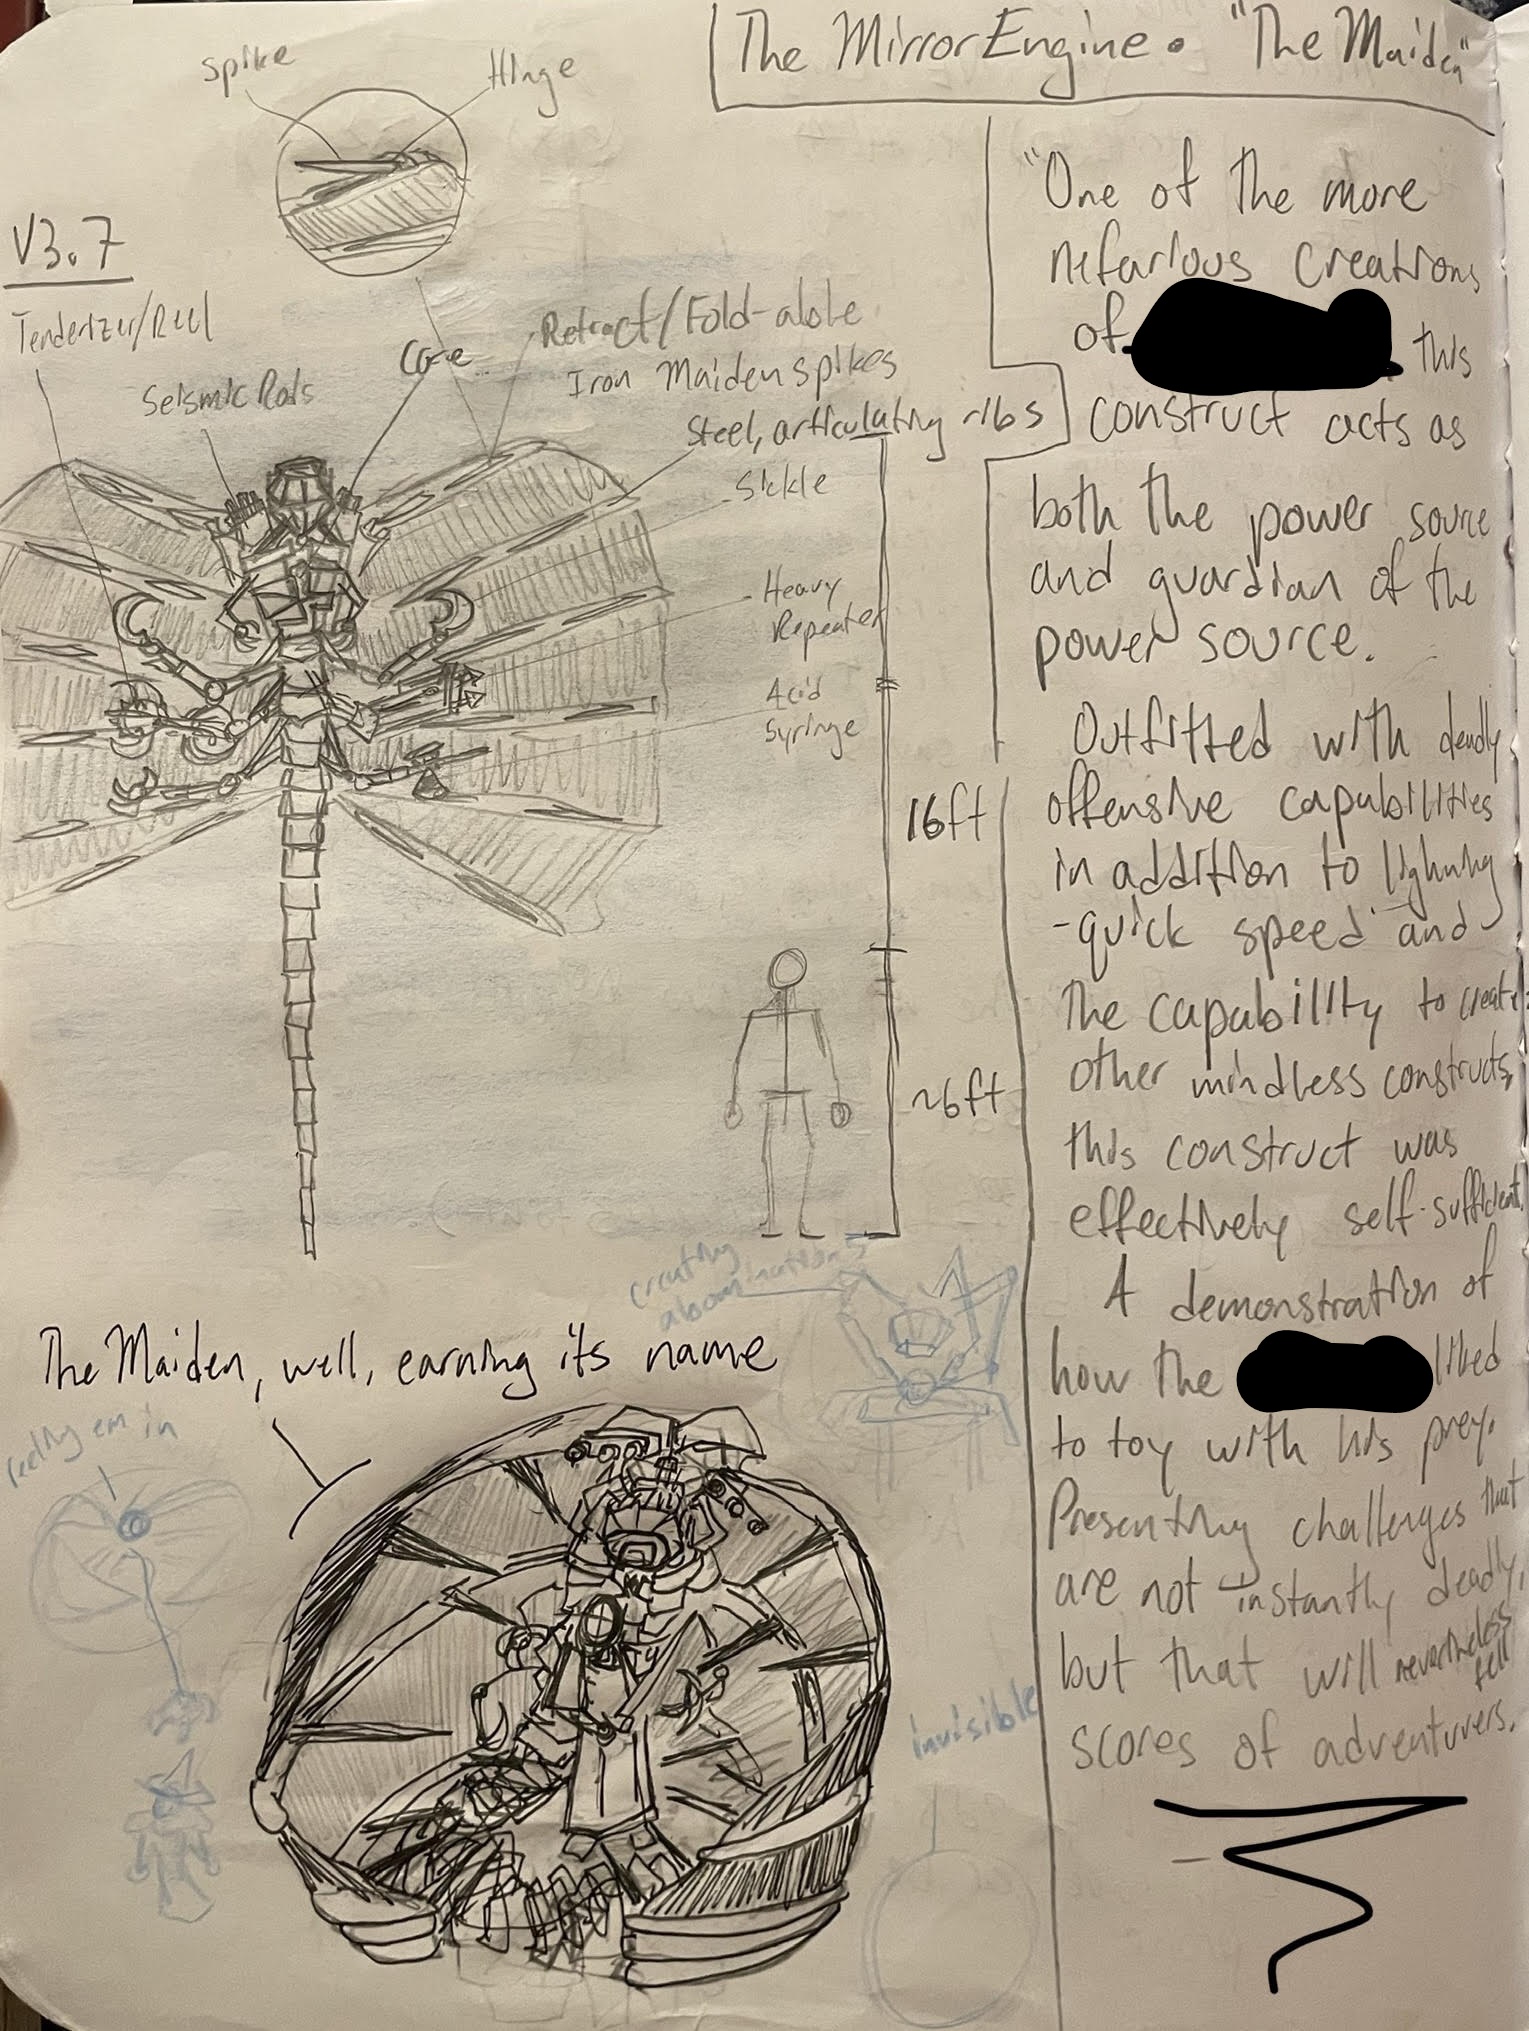 The Mirror Engine. "The Maiden"
Spike
Hinge
V3.7
Tenderizer/Reel
Seismic Rods
Core
Retract/Fold-able
Iron Maiden spikes
Steel, articulating ribs
Sickle
Heavy
Repeater
Acid
Syringe
16ft
~6ft
"One of the more
nefarious creations
of this
construct acts as
both the power source
and guardian of the
power source.
Outfitted with deadly
offensive capabilities
in addition to lightning
-quick speed and
the capability to create
other mindless constructs,
this construct was
effectively self-sufficient.
A demonstration of
how the liked
to toy with his prey.
Presenting challenges that
are not instantly deadly,
but that will nevertheless
fell
scores of adventurers.
creating
abominations
The Maiden, well, earning its name
reeling em in
invisible